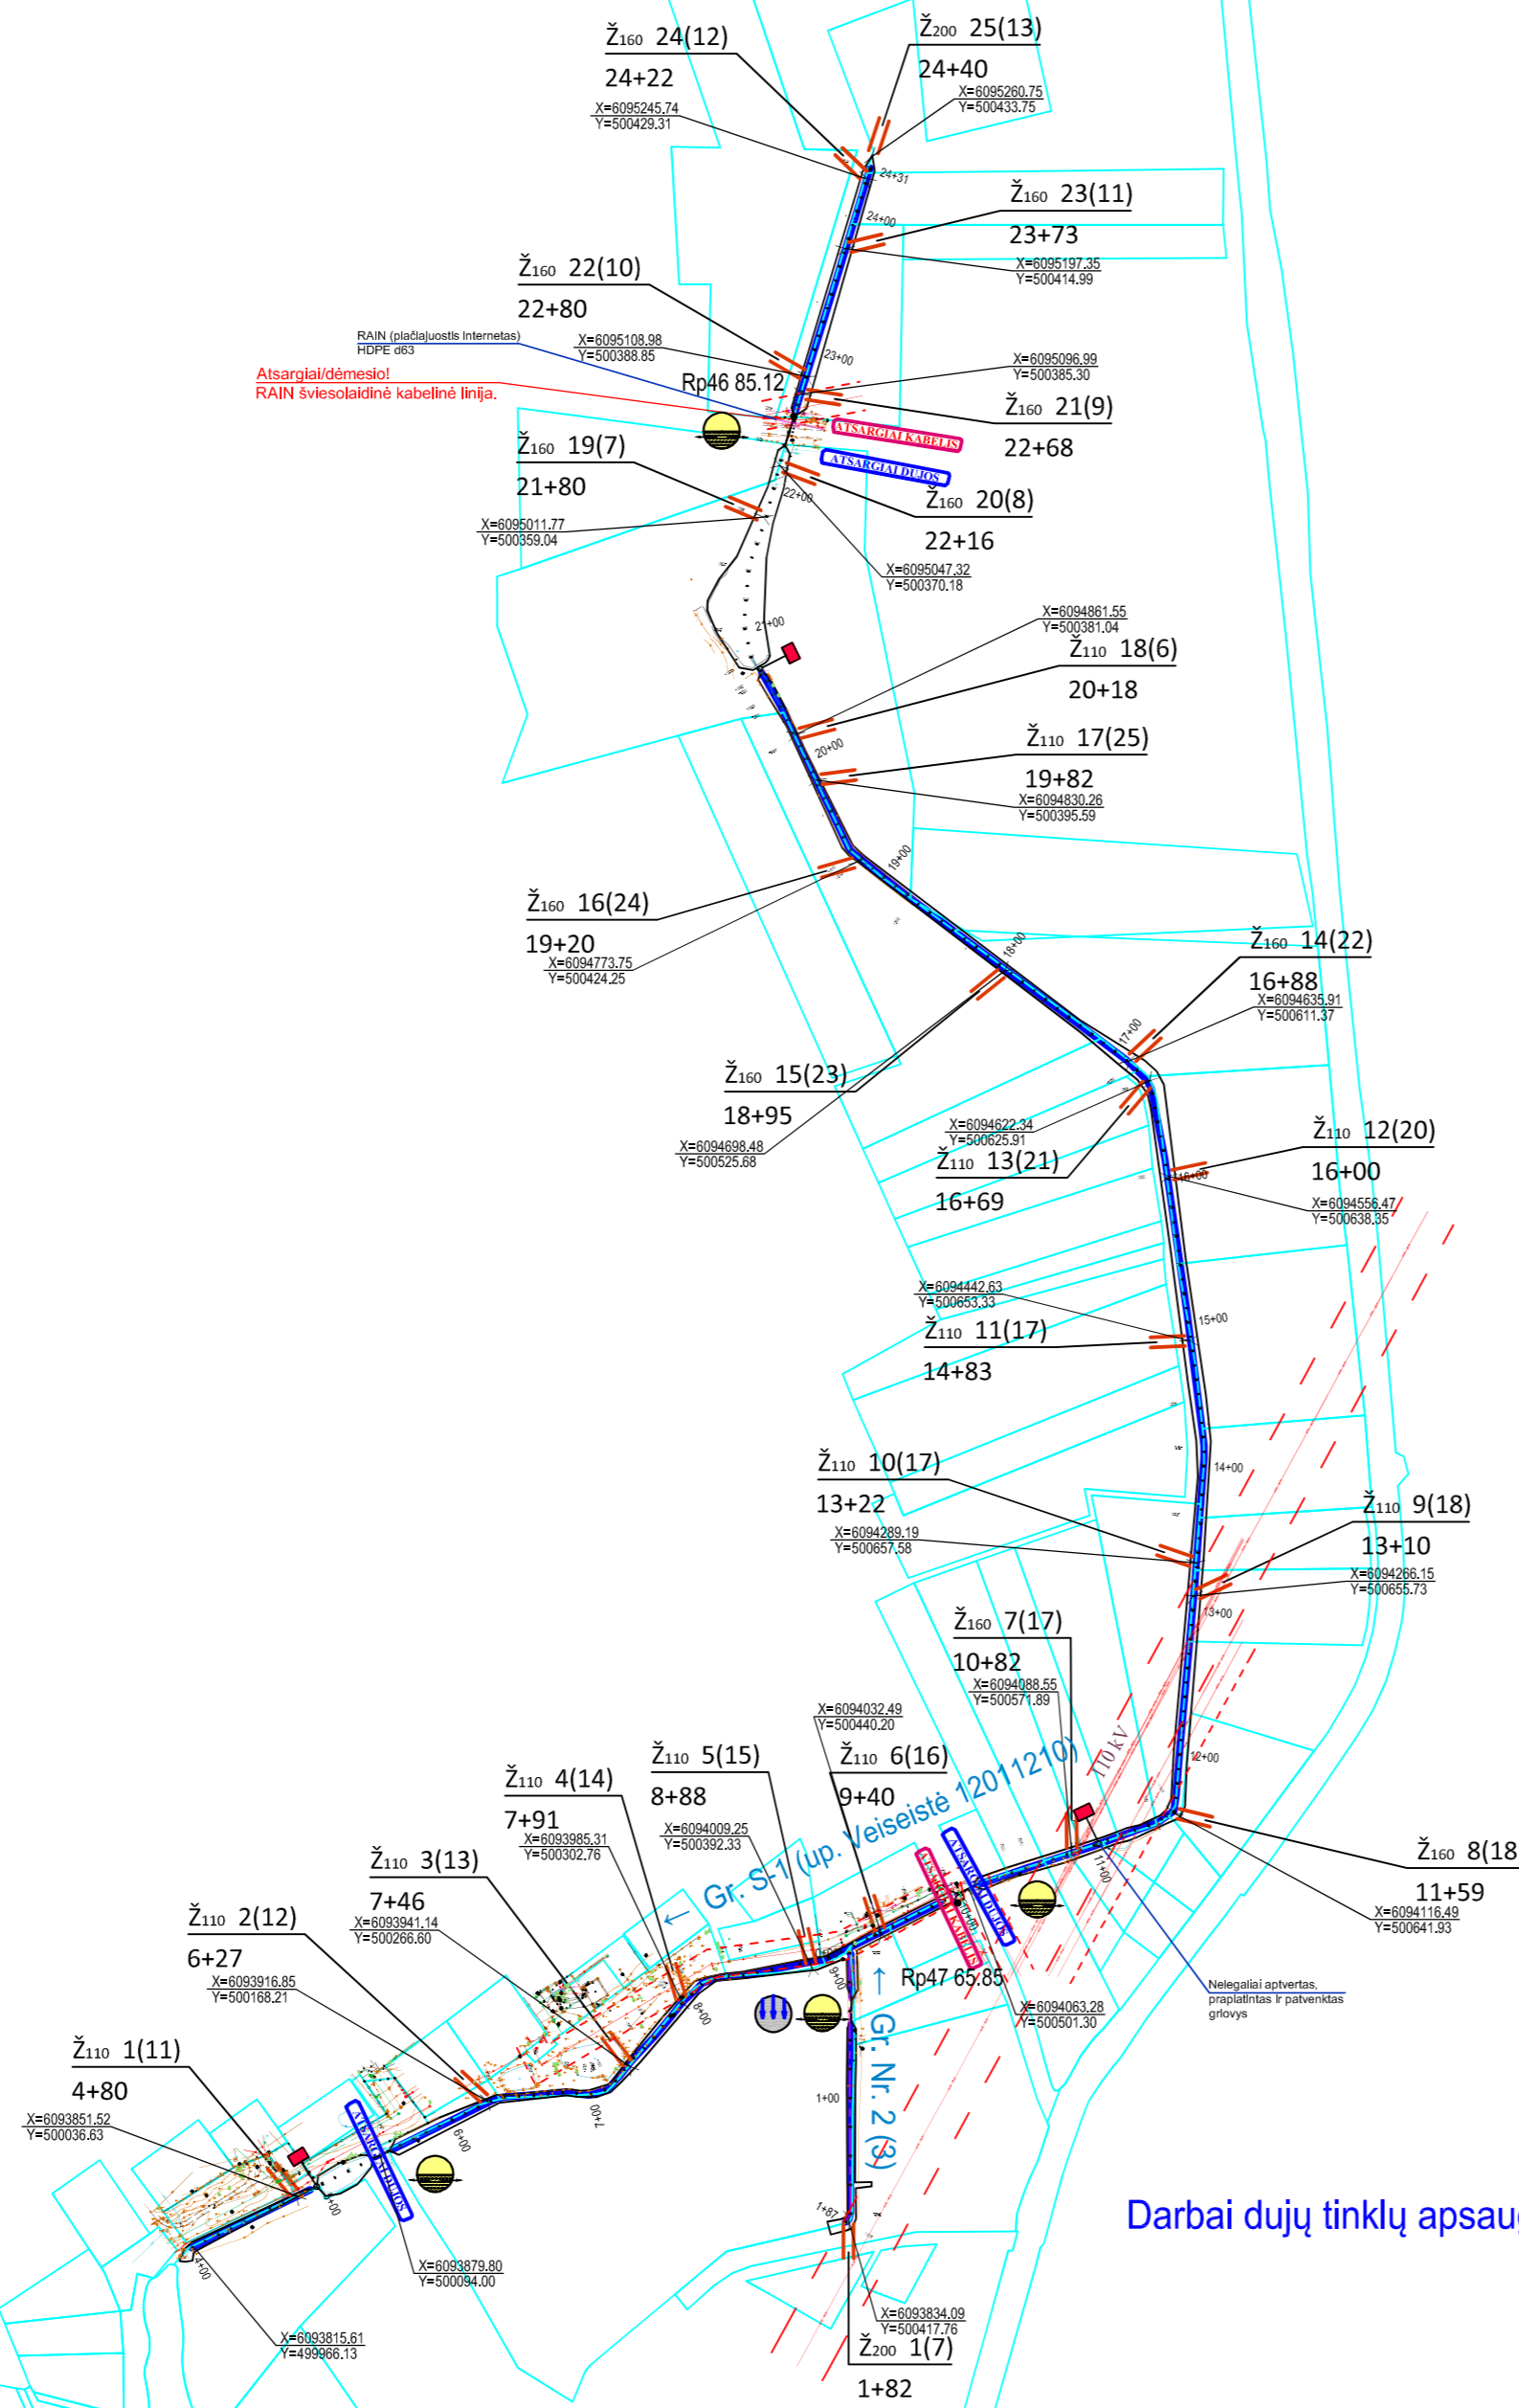 Ž160 24(12)
24+22
X=6095245.74
Y=500429.31
Ž200 25(13)
24+40
X=6095260.75
Y=500433.75
24+31
24+00
Ž160 23(11)
23+73
X=6095197.35
Y=500414.99
Ž160 22(10)
22+80
X=6095108.98
Y=500388.85
RAIN (plačiajuostis internetas)
HDPE d63
Atsargiai/dėmesio!
RAIN šviesolaidinė kabelinė linija.
Rp46 85.12
23+00
X=6095096.99
Y=500385.30
Ž160 21(9)
22+68
ATSARGIAI KABELIS
ATSARGIAI DUJOS
Ž160 19(7)
21+80
X=6095011.77
Y=500359.04
22+00
Ž160 20(8)
22+16
X=6095047.32
Y=500370.18
21+00
X=6094861.55
Y=500381.04
Ž110 18(6)
20+18
20+00
Ž110 17(25)
19+82
X=6094830.26
Y=500395.59
19+00
Ž160 16(24)
19+20
X=6094773.75
Y=500424.25
18+00
Ž160 14(22)
16+88
X=6094635.91
Y=500611.37
17+00
Ž160 15(23)
18+95
X=6094698.48
Y=500525.68
X=6094622.34
Y=500625.91
Ž110 13(21)
16+69
Ž110 12(20)
16+00
16+00
X=6094556.47
Y=500638.35
X=6094442.63
Y=500653.33
15+00
Ž110 11(17)
14+83
14+00
Ž110 10(17)
13+22
X=6094289.19
Y=500657.58
Ž110 9(18)
13+10
X=6094266.15
Y=500655.73
13+00
Ž160 7(17)
10+82
X=6094088.55
Y=500571.89
110 kV
12+00
X=6094032.49
Y=500440.20
Ž110 6(16)
9+40
Ž110 5(15)
8+88
X=6094009.25
Y=500392.33
Ž110 4(14)
7+91
X=6093985.31
Y=500302.76
Gr. S-1 (up. Veiseistė 12011210)
ATSARGIAI KABELIS
ATSARGIAI DUJOS
10+00
11+00
Ž160 8(18
11+59
X=6094116.49
Y=500641.93
Ž110 3(13)
7+46
X=6093941.14
Y=500266.60
Ž110 2(12)
6+27
X=6093916.85
Y=500168.21
9+00
8+00
Rp47 65.85
X=6094063.28
Y=500501.30
Nelegaliai aptvertas,
praplatintas ir patvenktas
griovys
Ž110 1(11)
4+80
X=6093851.52
Y=500036.63
7+00
6+00
ATSARGIAI DUJOS
5+00
4+00
1+00
Gr. Nr. 2 (3)
1+87
X=6093879.80
Y=500094.00
X=6093815.61
Y=499966.13
X=6093834.09
Y=500417.76
Ž200 1(7)
1+82
Darbai dujų tinklų apsaug